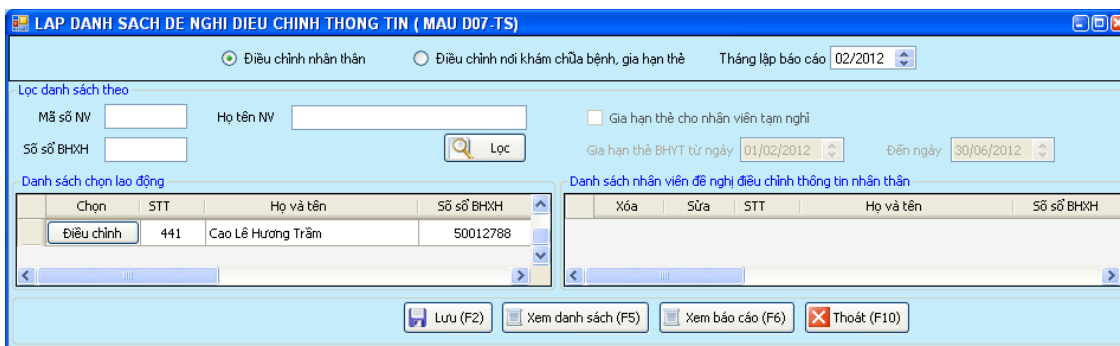 LAP DANH SACH DE NGHI DIEU CHINH THONG TIN ( MAU D07-TS)
Điều chỉnh nhân thân Điều chỉnh nơi khám chữa bệnh, gia hạn thẻ Tháng lập báo cáo 02/2012
Lọc danh sách theo
Mã số NV Họ tên NV Gia hạn thẻ cho nhân viên tạm nghỉ
Số sổ BHXH Lọc Gia hạn thẻ BHYT từ ngày 01/02/2012 Đến ngày 30/06/2012
Danh sách chọn lao động Danh sách nhân viên đề nghị điều chỉnh thông tin nhân thân
Chọn STT Họ và tên Số sổ BHXH Xóa Sửa STT Họ và tên Số sổ BHXH
Điều chỉnh 441 Cao Lê Hương Trầm 50012788
Lưu (F2) Xem danh sách (F5) Xem báo cáo (F6) Thoát (F10)